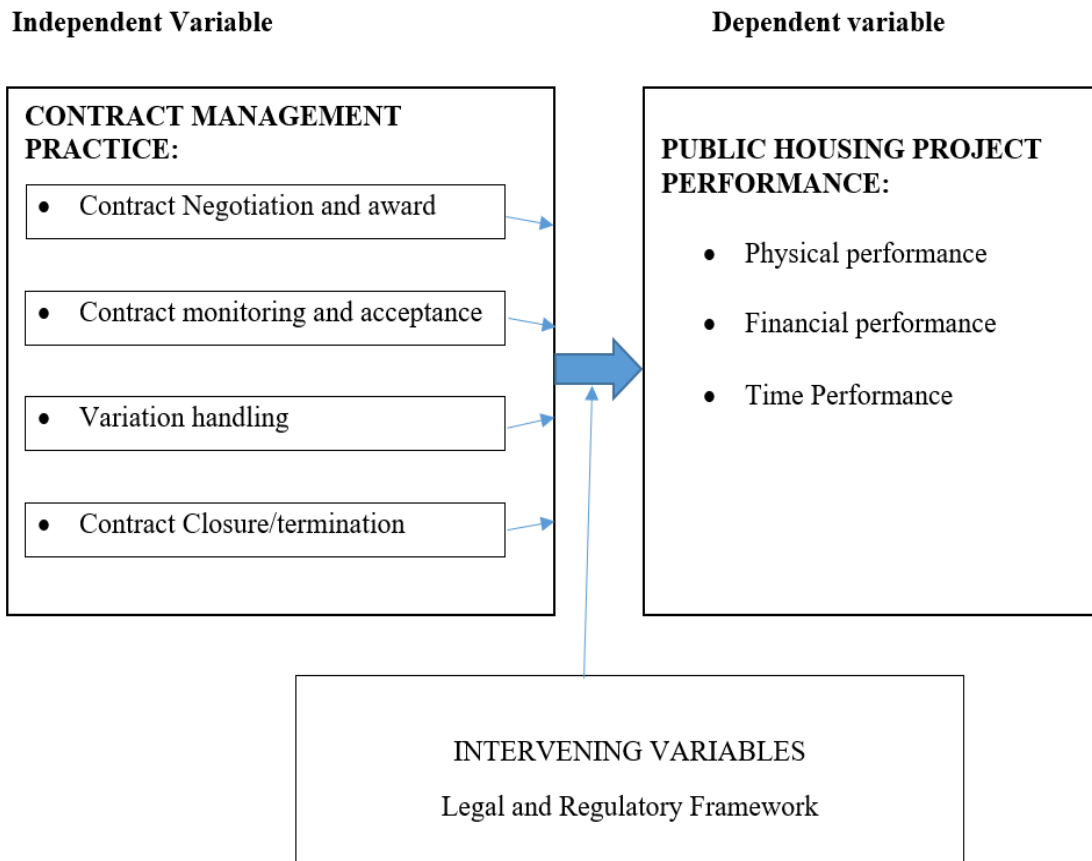 Independent Variable
Dependent variable
CONTRACT MANAGEMENT
PRACTICE:
• Contract Negotiation and award
• Contract monitoring and acceptance
• Variation handling
• Contract Closure/termination
PUBLIC HOUSING PROJECT
PERFORMANCE:
• Physical performance
• Financial performance
• Time Performance
INTERVENING VARIABLES
Legal and Regulatory Framework